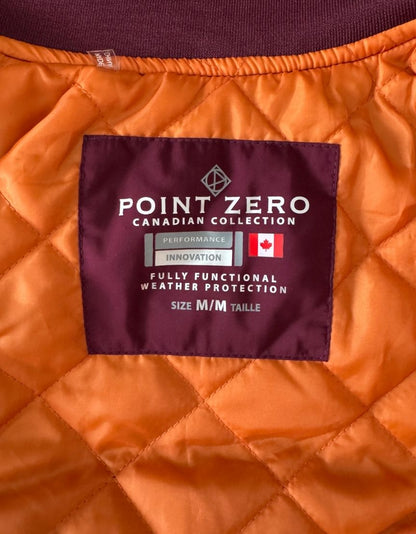 POINT ZERO
CANADIAN COLLECTION
PERFORMANCE
INNOVATION
FULLY FUNCTIONAL
WEATHER PROTECTION
SIZE M/M TAILLE